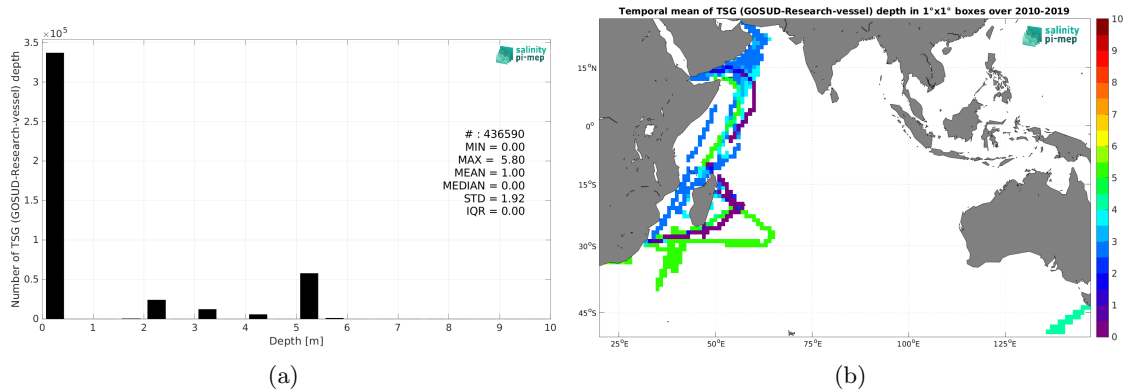 ×10⁵
3.5
3
2.5
2
1.5
1
0.5
0
Number of TSG (GOSUD-Research-vessel) depth
salinity
pi-mep
# : 436590
MIN = 0.00
MAX = 5.80
MEAN = 1.00
MEDIAN = 0.00
STD = 1.92
IQR = 0.00
0 1 2 3 4 5 6 7 8 9 10
Depth [m]
(a)
Temporal mean of TSG (GOSUD-Research-vessel) depth in 1°x1° boxes over 2010-2019
salinity
pi-mep
15°N
0°
15°S
30°S
45°S
25°E 50°E 75°E 100°E 125°E
10
9
8
7
6
5
4
3
2
1
0
(b)